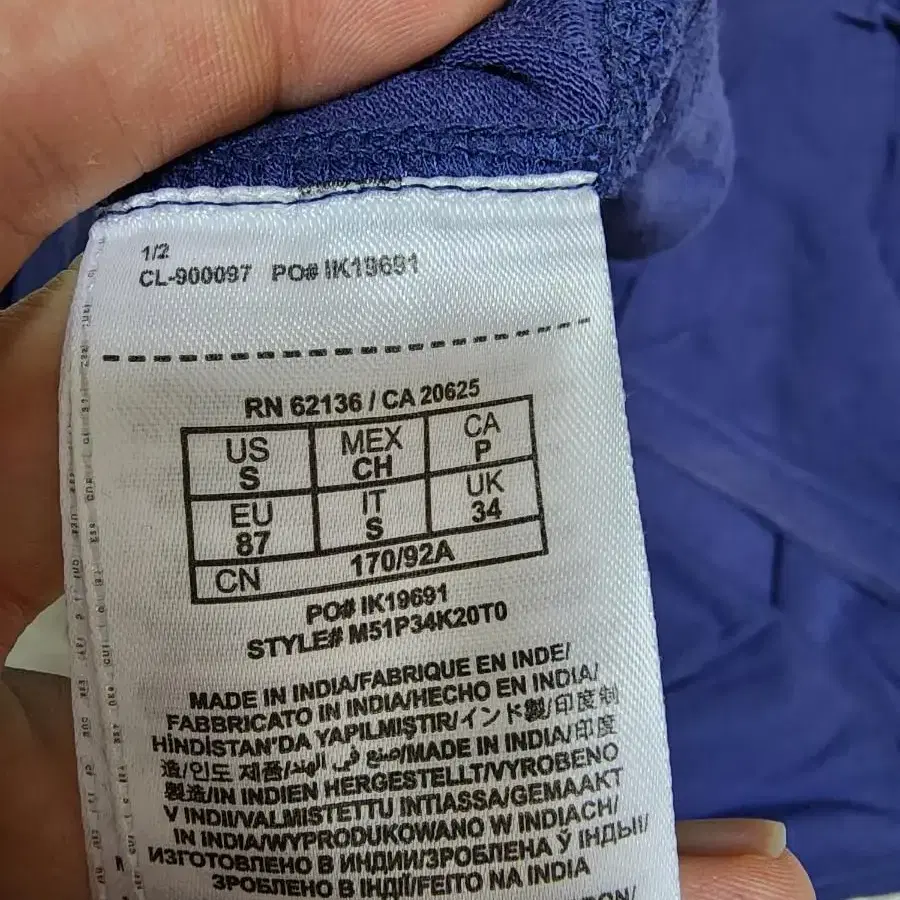 1/2
CL-900097 PO# IK19691
RN 62136 / CA 20625
US MEX CA
S CH P
EU IT UK
87 S 34
CN 170/92A
PO# IK19691
STYLE# M51P34K20T0
MADE IN INDIA/FABRIQUE EN INDE/
FABBRICATO IN INDIA/HECHO EN INDIA/
HİNDİSTAN'DA YAPILMIŞTIR/インド製/印度制
造/인도 제품/صنع في الهند/MADE IN INDIA/印度
製造/IN INDIEN HERGESTELLT/VYROBENO
V INDII/VALMISTETTU INTIASSA/GEMAAKT
IN INDIA/WYPRODUKOWANO W INDIACH/
ИЗГОТОВЛЕНО В ИНДИИ/ЗРОБЛЕНА Ў ІНДЫІ/
ЗРОБЛЕНО В ІНДІЇ/FEITO NA INDIA